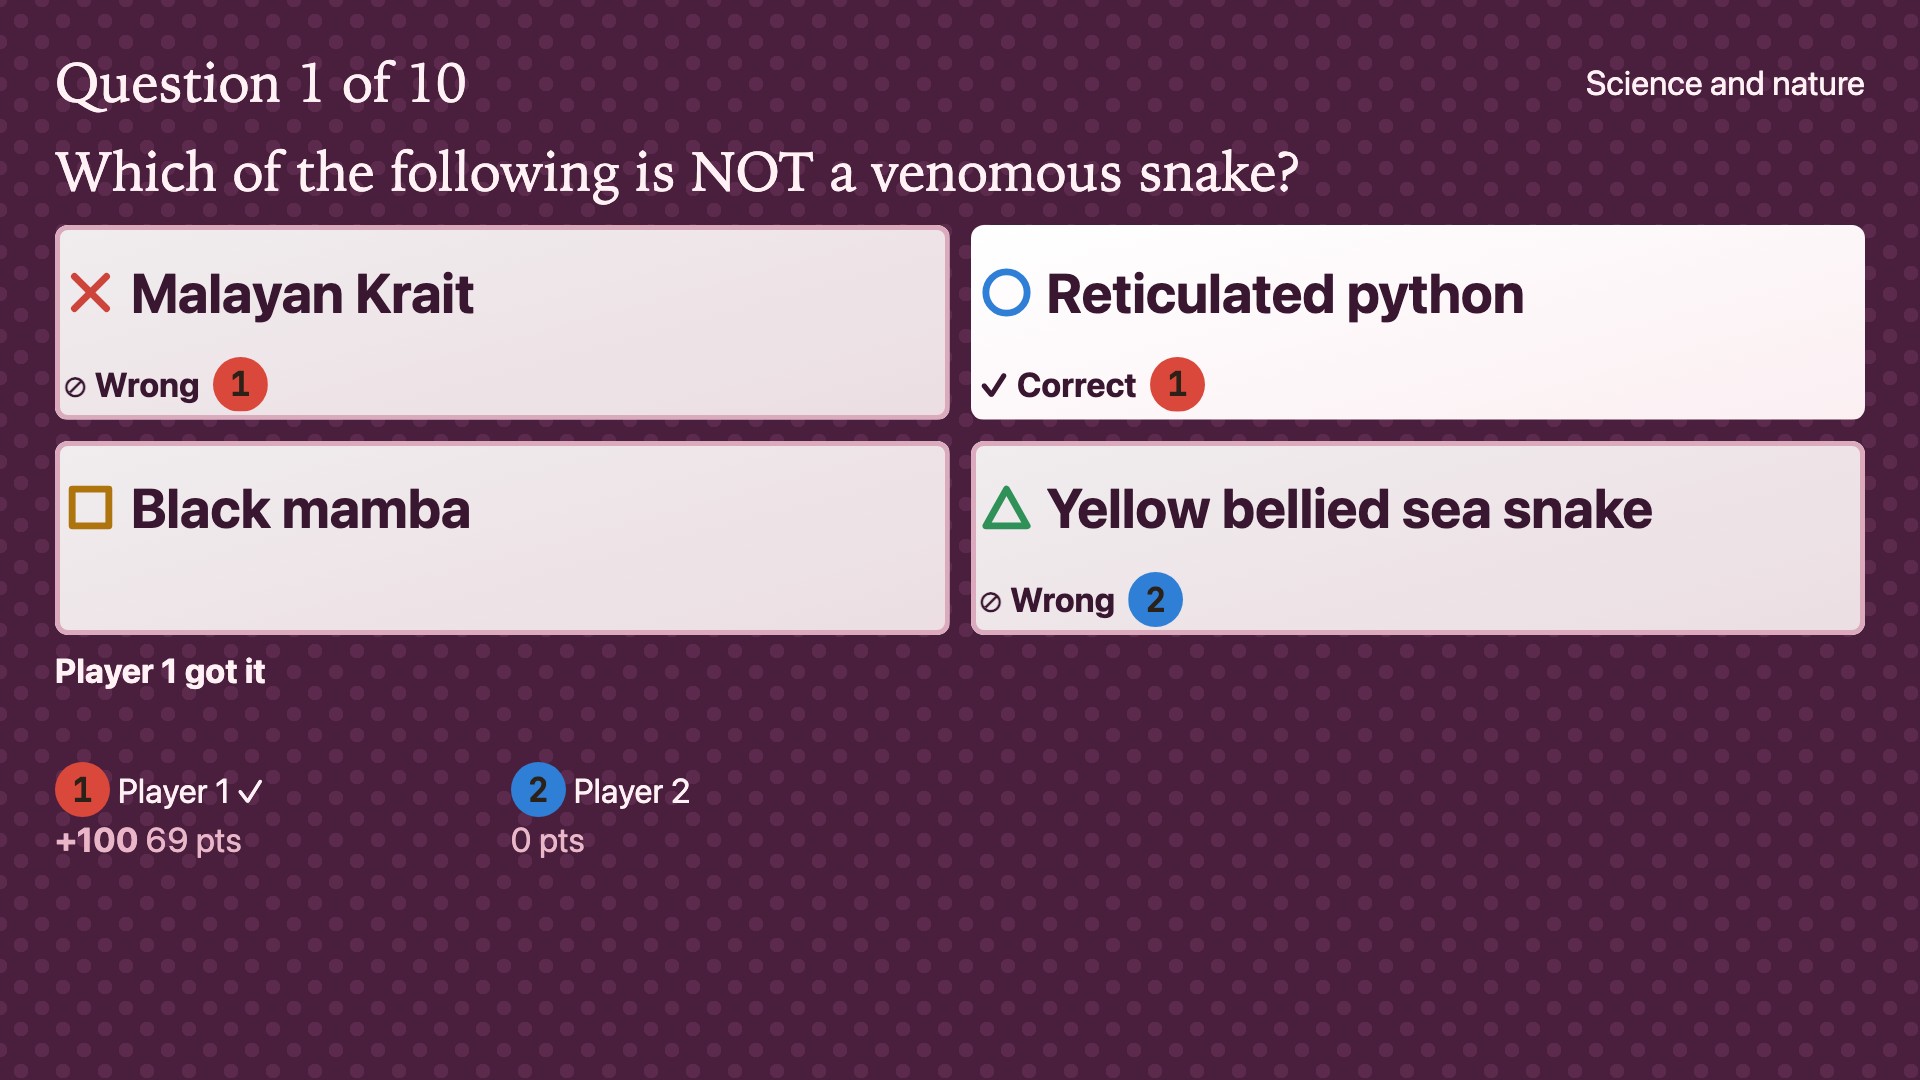 Question 1 of 10
Science and nature
Which of the following is NOT a venomous snake?
Malayan Krait
Wrong 1
Reticulated python
✓ Correct 1
Black mamba
Yellow bellied sea snake
Wrong 2
Player 1 got it
1 Player 1 ✓
+100 69 pts
2 Player 2
0 pts